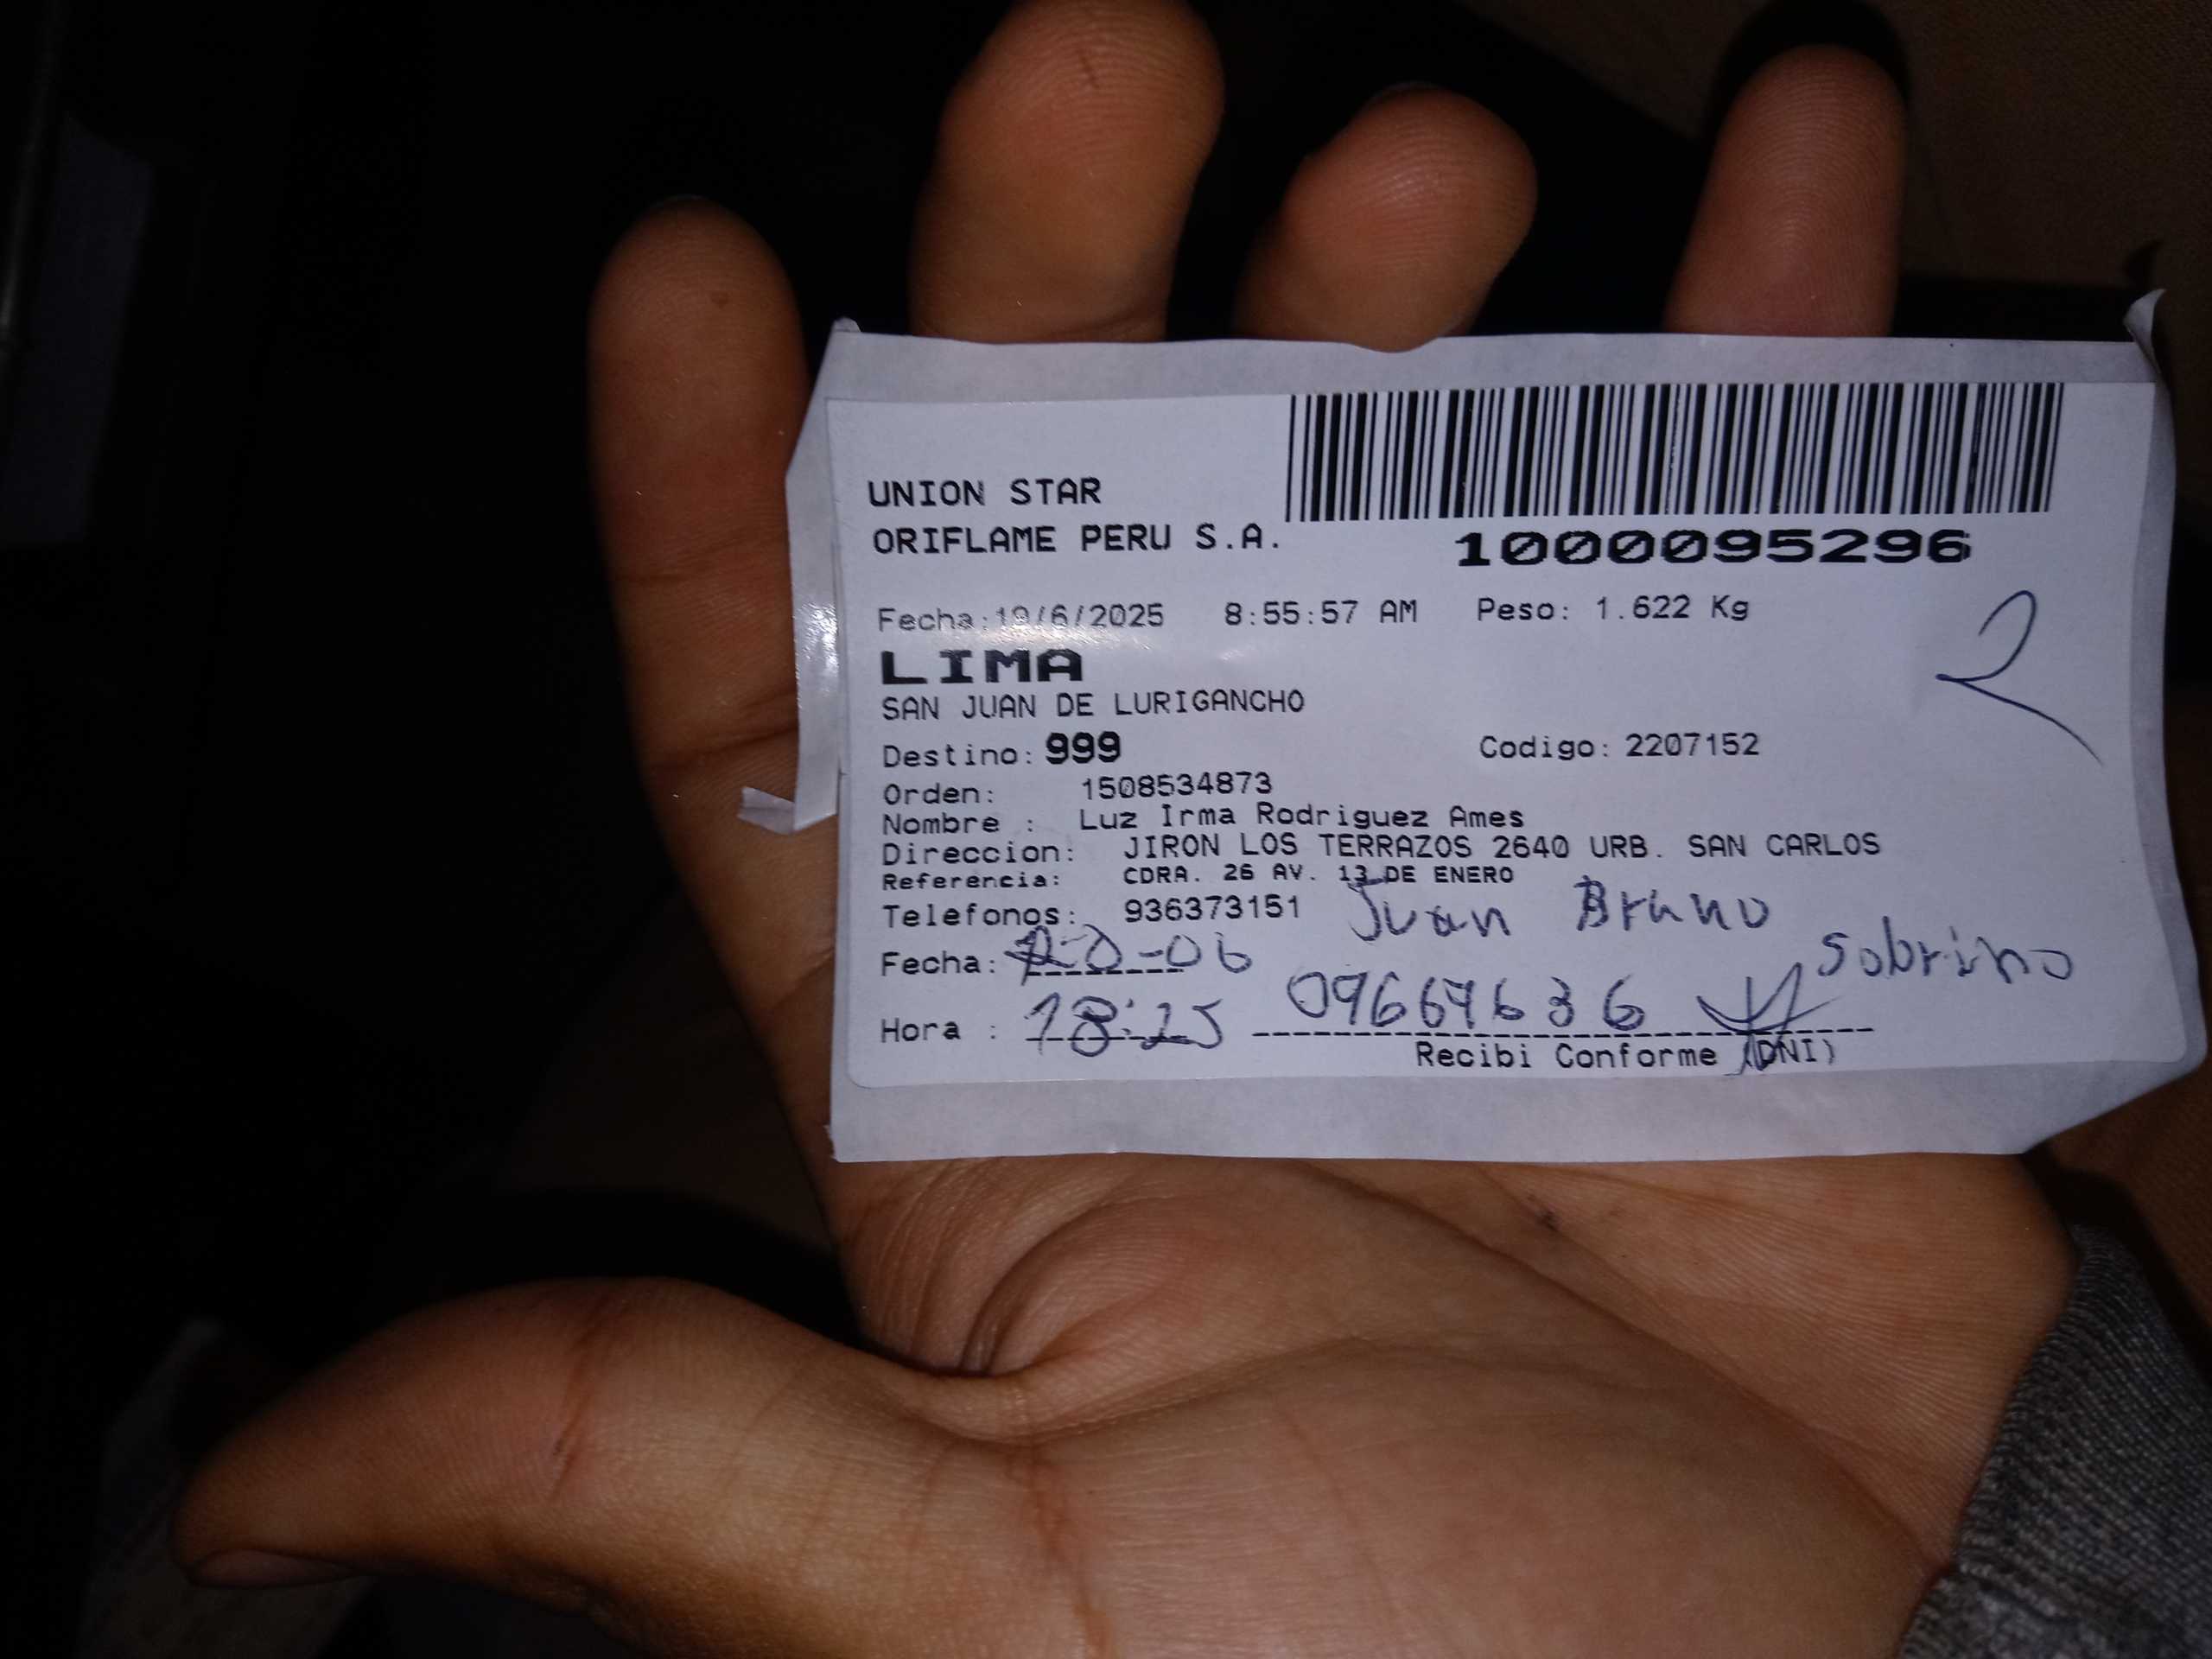 UNION STAR
ORIFLAME PERU S.A.
1000095296
Fecha:19/6/2025 8:55:57 AM Peso: 1.622 Kg
LIMA
2
SAN JUAN DE LURIGANCHO
Destino: 999 Codigo: 2207152
Orden: 1508534873
Nombre : Luz Irma Rodriguez Ames
Direccion: JIRON LOS TERRAZOS 2640 URB. SAN CARLOS
Referencia: CDRA. 26 AV. 13 DE ENERO
Telefonos: 936373151 Juan Bruno
Fecha: 20-06 Sobrino
Hora : 18:25 09667636
Recibi Conforme (DNI)